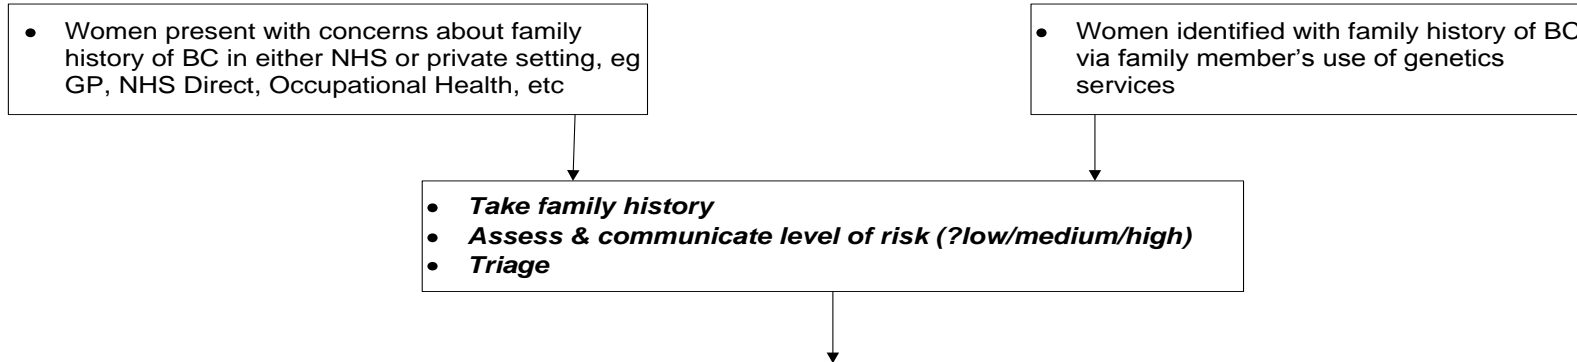 • Women present with concerns about family
history of BC in either NHS or private setting, eg
GP, NHS Direct, Occupational Health, etc
• Women identified with family history of BC
via family member’s use of genetics
services
• Take family history
• Assess & communicate level of risk (?low/medium/high)
• Triage